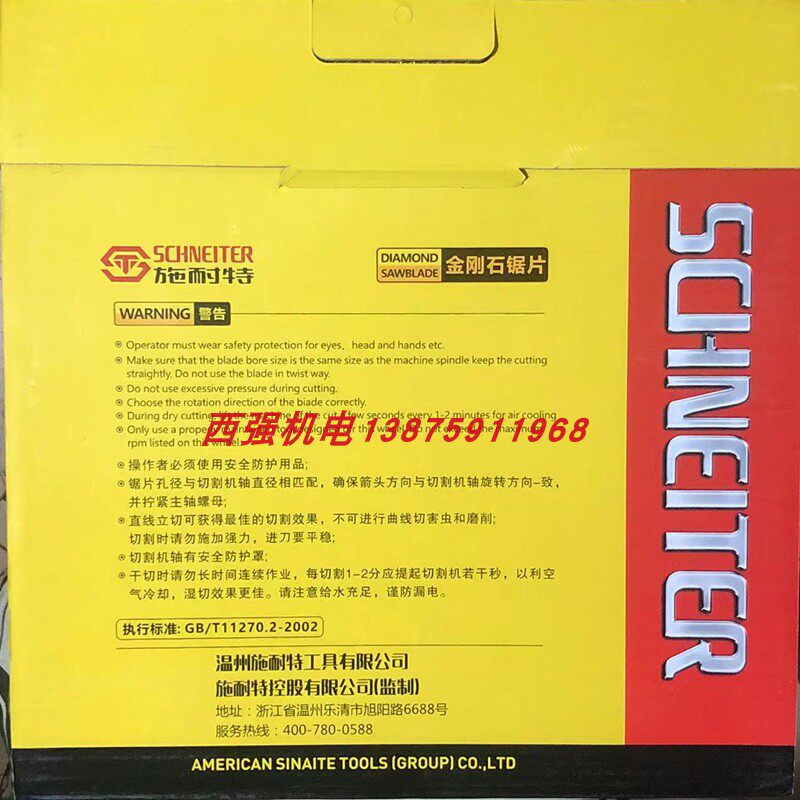 SCHNEITER
施耐特
DIAMOND
SAWBLADE
金刚石锯片
WARNING 警告
Operator must wear safety protection for eyes、head and hands etc.
Make sure that the blade bore size is the same size as the machine spindle keep the cutting
straightly. Do not use the blade in twist way.
Do not use excessive pressure during cutting.
Choose the rotation direction of the blade correctly.
During dry cutting few seconds every 1-2 minutes for air cooling
Only use a
rpm listed on this
西强机电13875911968
操作者必须使用安全防护用品;
锯片孔径与切割机轴直径相匹配，确保箭头方向与切割机轴旋转方向一致，
并拧紧主轴螺母;
直线立切可获得最佳的切割效果，不可进行曲线切害虫和磨削;
切割时请勿施加强力，进刀要平稳;
切割机轴有安全防护罩;
干切时请勿长时间连续作业，每切割1-2分应提起切割机若干秒，以利空
气冷却，湿切效果更佳。请注意给水充足，谨防漏电。
执行标准: GB/T11270.2-2002
温州施耐特工具有限公司
施耐特控股有限公司(监制)
地址：浙江省温州乐清市旭阳路6688号
服务热线：400-780-0588
AMERICAN SINAITE TOOLS (GROUP) CO.,LTD
SCHNEITER